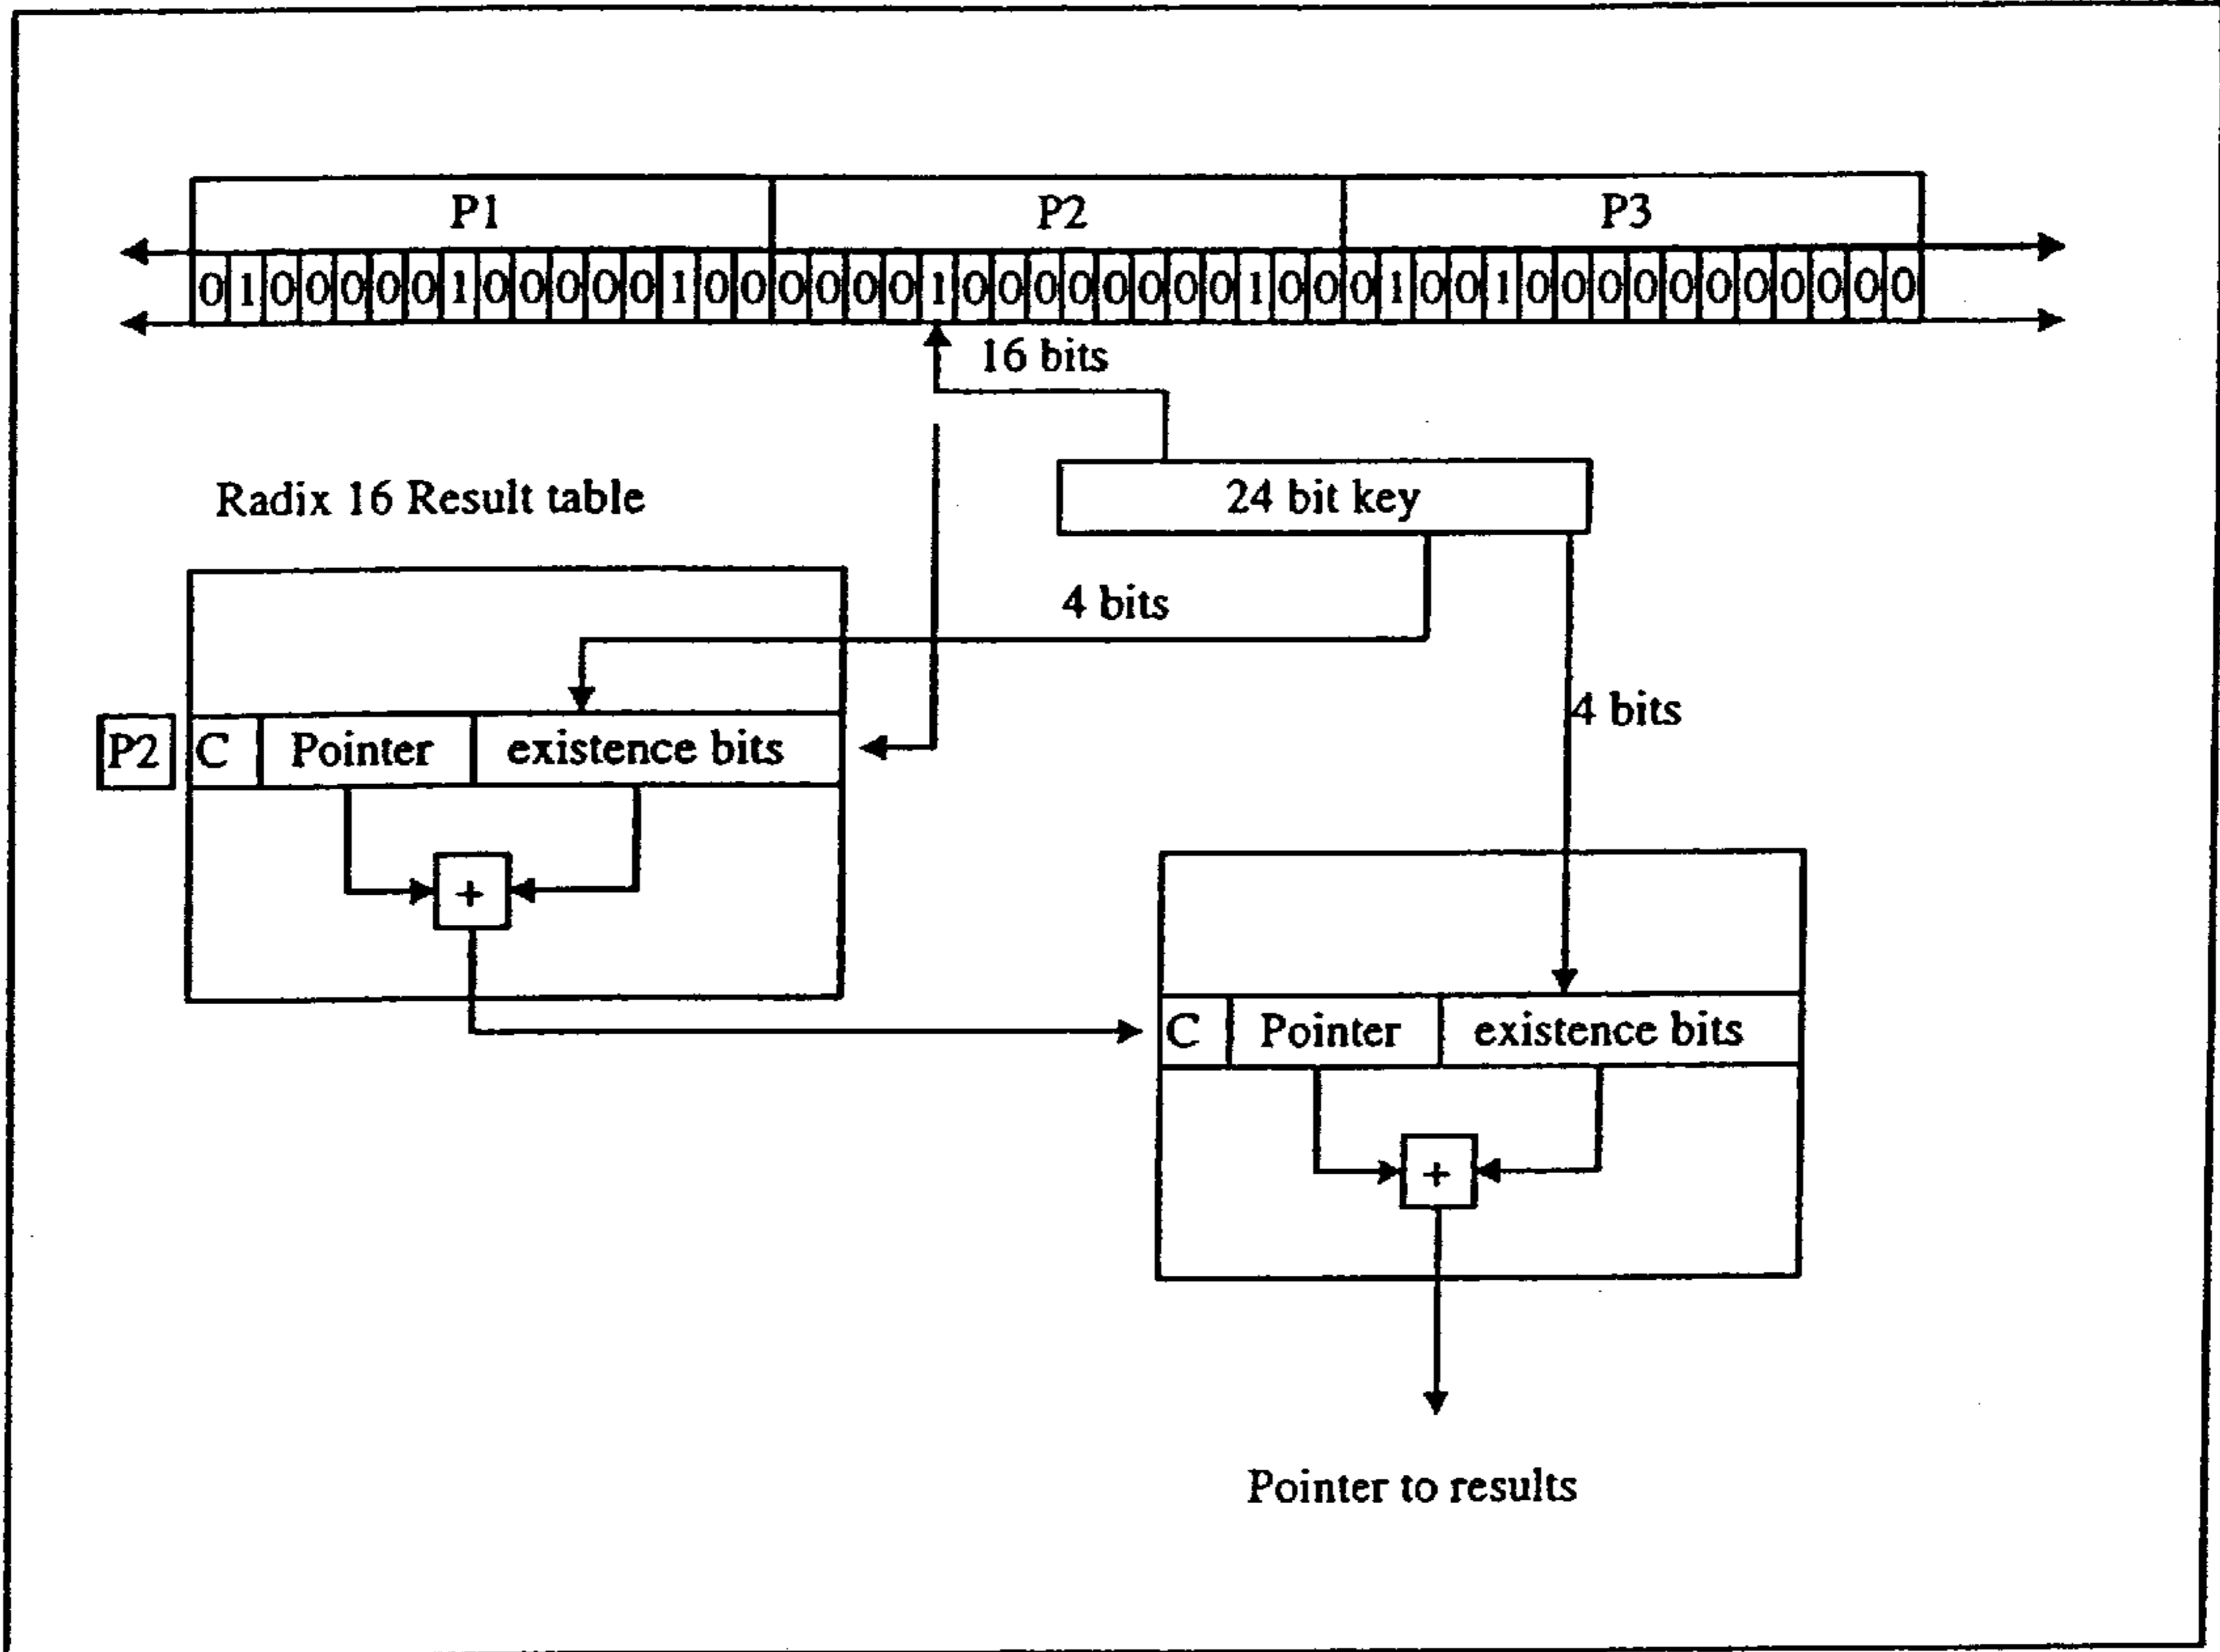 P1 P2 P3
0 1 0 0 0 0 0 1 0 0 0 0 0 1 0 0 0 0 0 0 1 0 0 0 0 0 0 0 0 1 0 0 0 1 0 0 1 0 0 0 0 0 0 0 0 0 0 0
16 bits
Radix 16 Result table
24 bit key
4 bits
4 bits
P2 C Pointer existence bits
+
C Pointer existence bits
+
Pointer to results